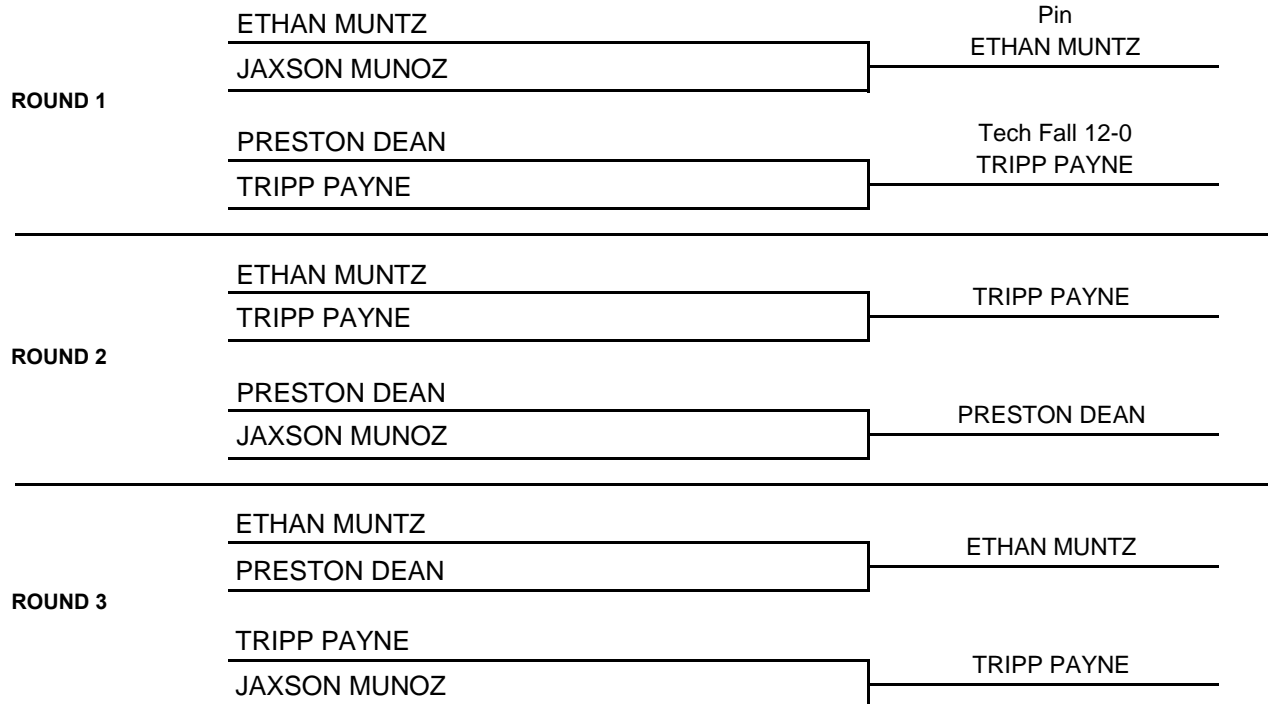 ROUND 1
ETHAN MUNTZ
JAXSON MUNOZ
Pin
ETHAN MUNTZ
PRESTON DEAN
TRIPP PAYNE
Tech Fall 12-0
TRIPP PAYNE
ROUND 2
ETHAN MUNTZ
TRIPP PAYNE
TRIPP PAYNE
PRESTON DEAN
JAXSON MUNOZ
PRESTON DEAN
ROUND 3
ETHAN MUNTZ
PRESTON DEAN
ETHAN MUNTZ
TRIPP PAYNE
JAXSON MUNOZ
TRIPP PAYNE